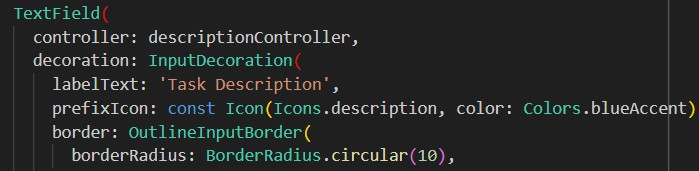 TextField(
controller: descriptionController,
decoration: InputDecoration(
labelText: 'Task Description',
prefixIcon: const Icon(Icons.description, color: Colors.blueAccent)
border: OutlineInputBorder(
borderRadius: BorderRadius.circular(10),